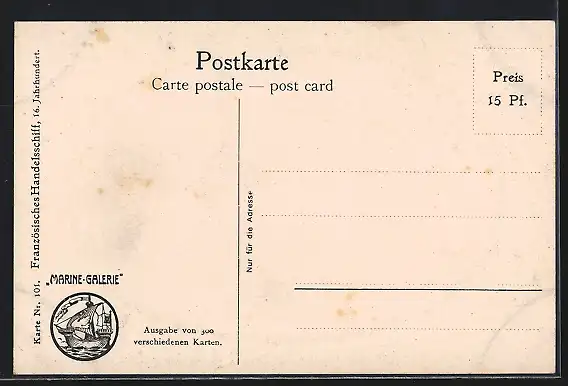 Postkarte
Carte postale — post card
Preis
15 Pf.
Karte Nr. 101. Französisches Handelsschiff, 16. Jahrhundert.
„MARINE-GALERIE“
Ausgabe von 300
verschiedenen Karten.
Nur für die Adresse